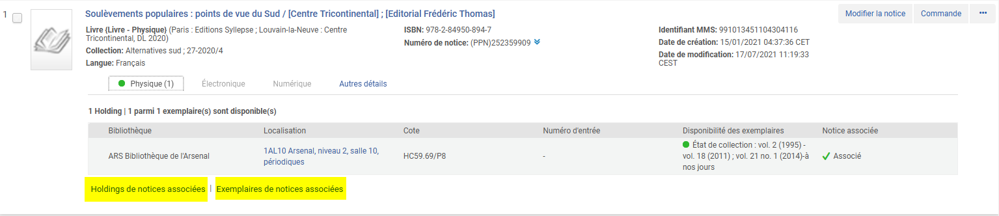 1
Soulèvements populaires : points de vue du Sud / [Centre Tricontinental] ; [Editorial Frédéric Thomas]
Modifier la notice
Commande
•••
Livre {Livre - Physique} (Paris : Editions Syllepse ; Louvain-la-Neuve : Centre
Tricontinental, DL 2020)
Collection: Alternatives sud ; 27-2020/4
Langue: Français
ISBN: 978-2-84950-894-7
Numéro de notice: (PPN)252359909
Identifiant MMS: 991013451104304116
Date de création: 15/01/2021 04:37:36 CET
Date de modification: 17/07/2021 11:19:33
CEST
Physique (1)
Électronique
Numérique
Autres détails
1 Holding | 1 parmi 1 exemplaire(s) sont disponible(s)
Bibliothèque
Localisation
Cote
Numéro d'entrée
Disponibilité des exemplaires
Notice associée
ARS Bibliothèque de l'Arsenal
1AL10 Arsenal, niveau 2, salle 10,
périodiques
HC59.69/P8
-
État de collection : vol. 2 (1995) -
vol. 18 (2011) ; vol. 21 no. 1 (2014)-à
nos jours
Associé
Holdings de notices associées | Exemplaires de notices associées